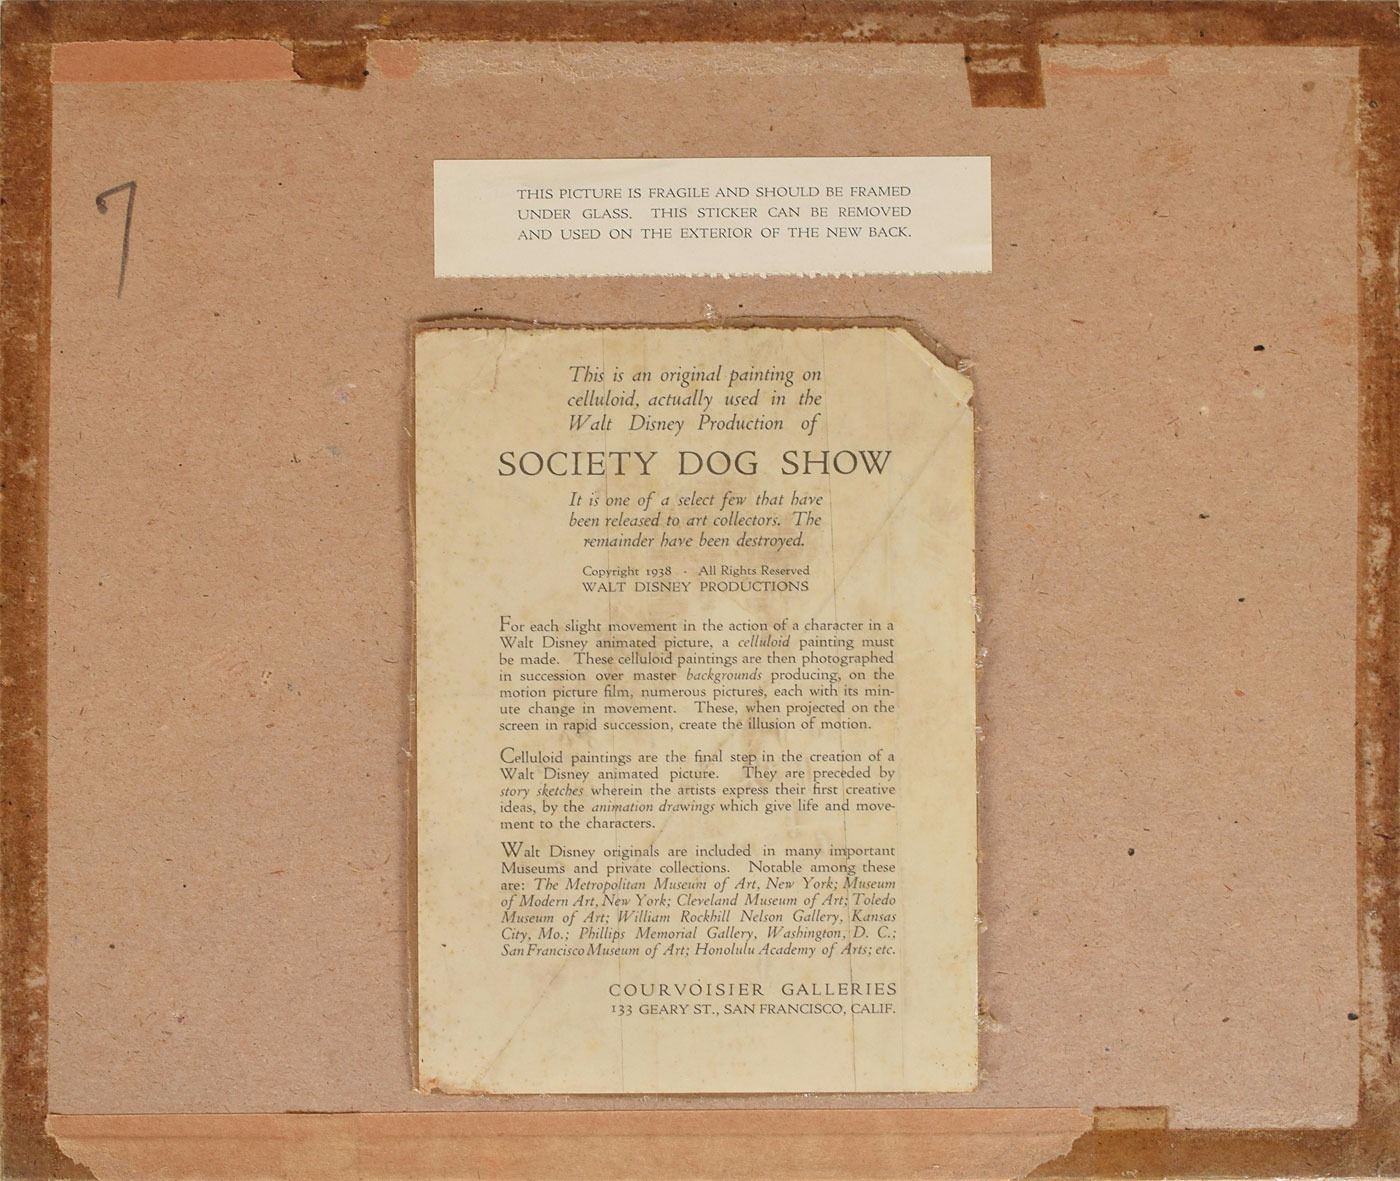 7
THIS PICTURE IS FRAGILE AND SHOULD BE FRAMED
UNDER GLASS. THIS STICKER CAN BE REMOVED
AND USED ON THE EXTERIOR OF THE NEW BACK.
This is an original painting on
celluloid, actually used in the
Walt Disney Production of
SOCIETY DOG SHOW
It is one of a select few that have
been released to art collectors. The
remainder have been destroyed.
Copyright 1938 - All Rights Reserved
WALT DISNEY PRODUCTIONS
For each slight movement in the action of a character in a
Walt Disney animated picture, a celluloid painting must
be made. These celluloid paintings are then photographed
in succession over master backgrounds producing, on the
motion picture film, numerous pictures, each with its min-
ute change in movement. These, when projected on the
screen in rapid succession, create the illusion of motion.
Celluloid paintings are the final step in the creation of a
Walt Disney animated picture. They are preceded by
story sketches wherein the artists express their first creative
ideas, by the animation drawings which give life and move-
ment to the characters.
Walt Disney originals are included in many important
Museums and private collections. Notable among these
are: The Metropolitan Museum of Art, New York; Museum
of Modern Art, New York; Cleveland Museum of Art; Toledo
Museum of Art; William Rockhill Nelson Gallery, Kansas
City, Mo.; Phillips Memorial Gallery, Washington, D. C.;
San Francisco Museum of Art; Honolulu Academy of Arts; etc.
COURVOISIER GALLERIES
133 GEARY ST., SAN FRANCISCO, CALIF.